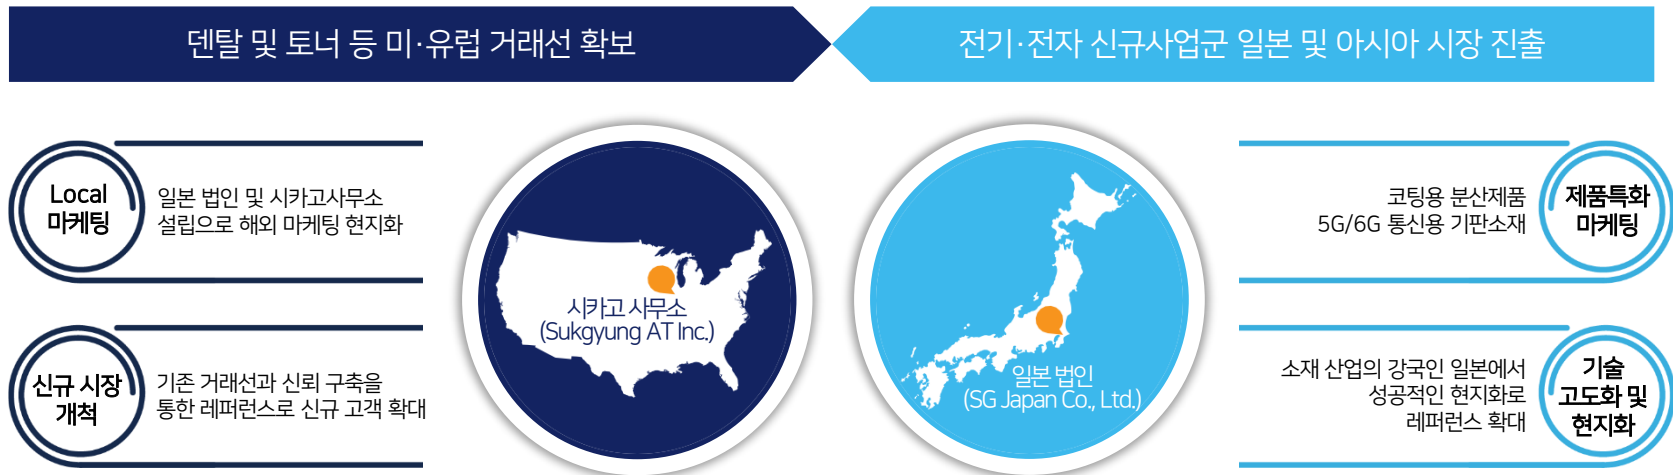 덴탈 및 토너 등 미·유럽 거래선 확보
전기·전자 신규사업군 일본 및 아시아 시장 진출
Local
마케팅
일본 법인 및 시카고사무소
설립으로 해외 마케팅 현지화
신규 시장
개척
기존 거래선과 신뢰 구축을
통한 레퍼런스로 신규 고객 확대
시카고 사무소
(Sukgyung AT Inc.)
일본 법인
(SG Japan Co., Ltd.)
코팅용 분산제품
5G/6G 통신용 기판소재
제품특화
마케팅
소재 산업의 강국인 일본에서
성공적인 현지화로
레퍼런스 확대
기술
고도화 및
현지화